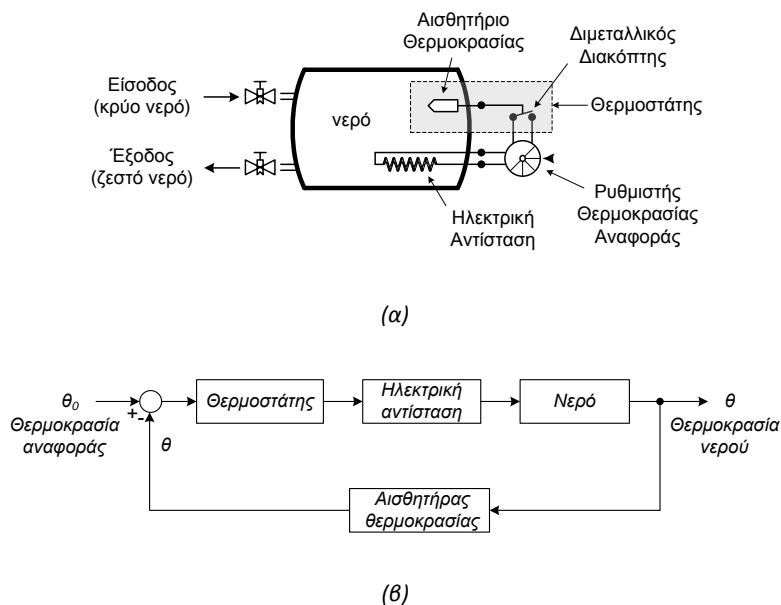 Αισθητήριο
Θερμοκρασίας
Διμεταλλικός
Διακόπτης
Είσοδος
(κρύο νερό)
νερό
Θερμοστάτης
Έξοδος
(ζεστό νερό)
Ηλεκτρική
Αντίσταση
Ρυθμιστής
Θερμοκρασίας
Αναφοράς
(α)
θ₀
Θερμοκρασία
αναφοράς
+
-
θ
Θερμοστάτης
Ηλεκτρική
αντίσταση
Νερό
θ
Θερμοκρασία
νερού
Αισθητήρας
θερμοκρασίας
(β)